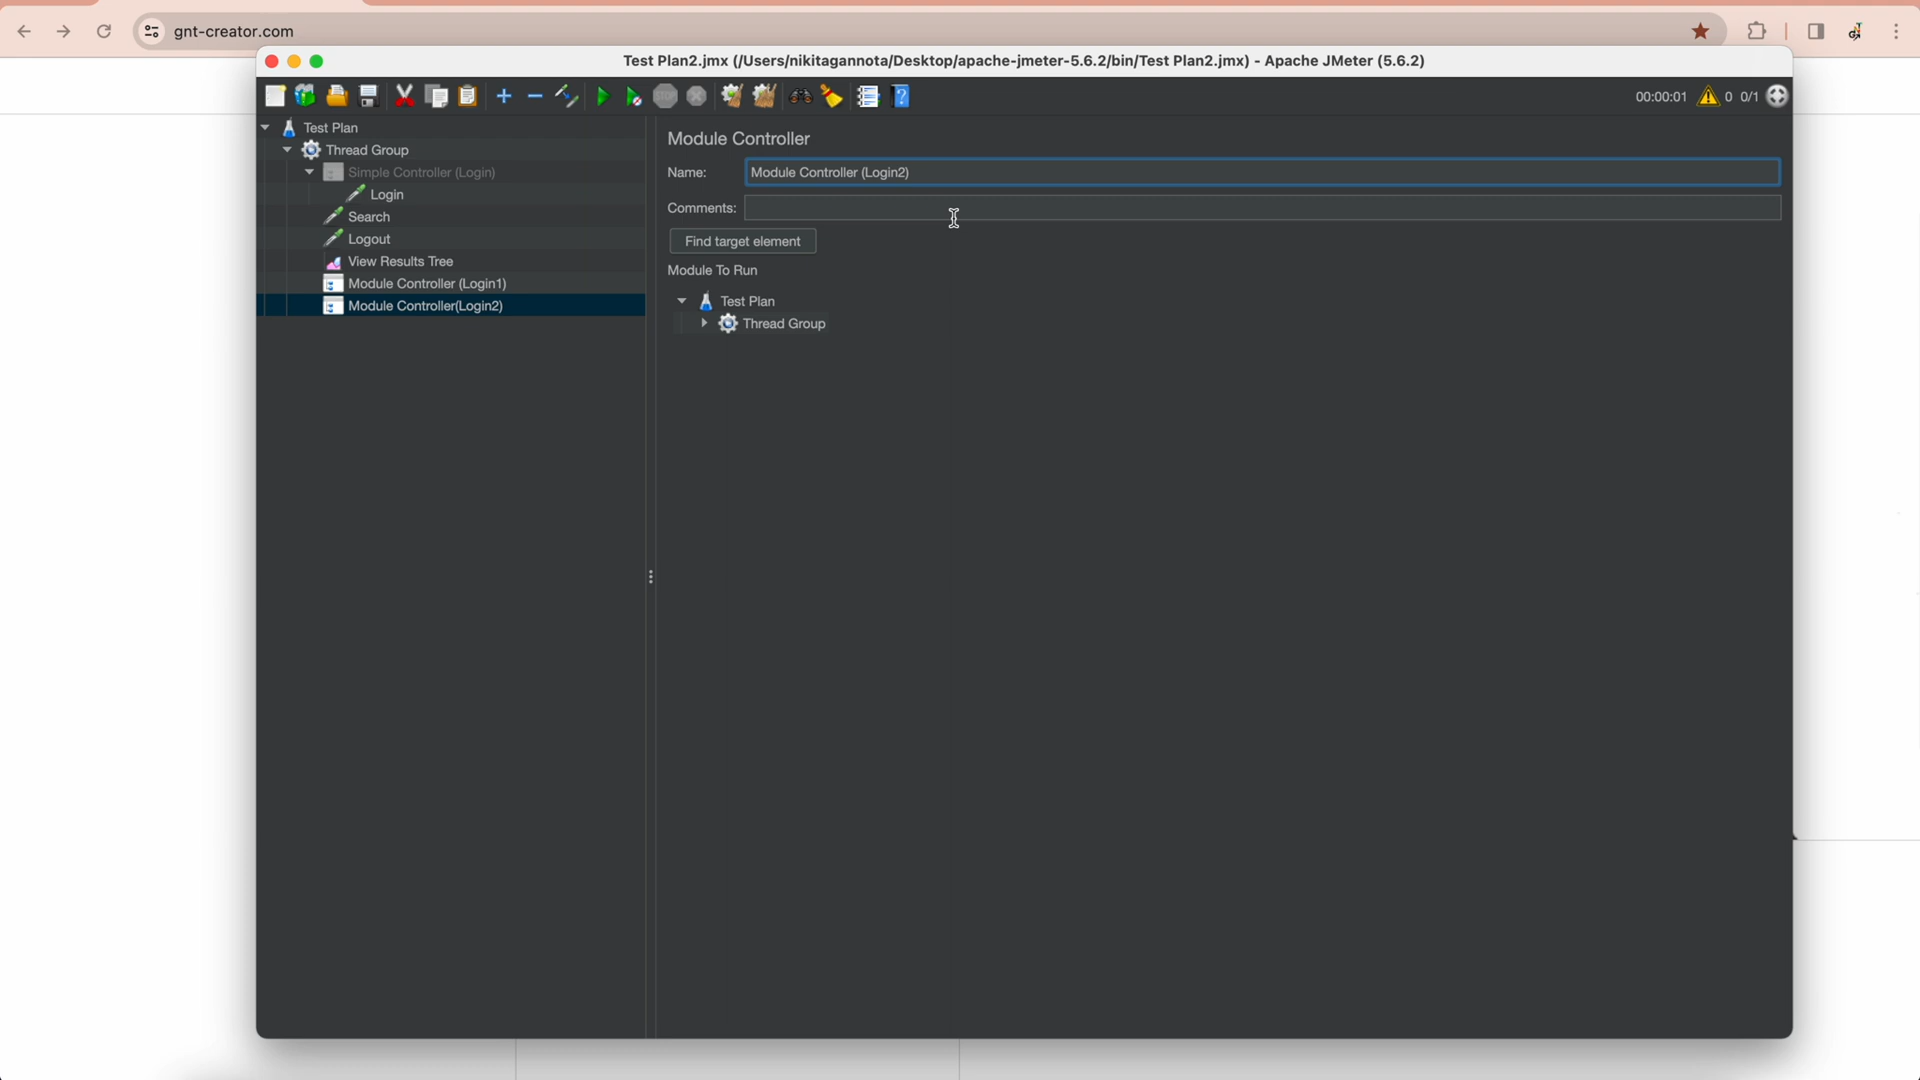 gnt-creator.com
Test Plan2.jmx (/Users/nikitagannota/Desktop/apache-jmeter-5.6.2/bin/Test Plan2.jmx) - Apache JMeter (5.6.2)
STOP
00:00:01 0 0/1
Test Plan
Thread Group
Simple Controller (Login)
Login
Search
Logout
View Results Tree
Module Controller (Login1)
Module Controller(Login2)
Module Controller
Name: Module Controller (Login2)
Comments:
Find target element
Module To Run
Test Plan
Thread Group